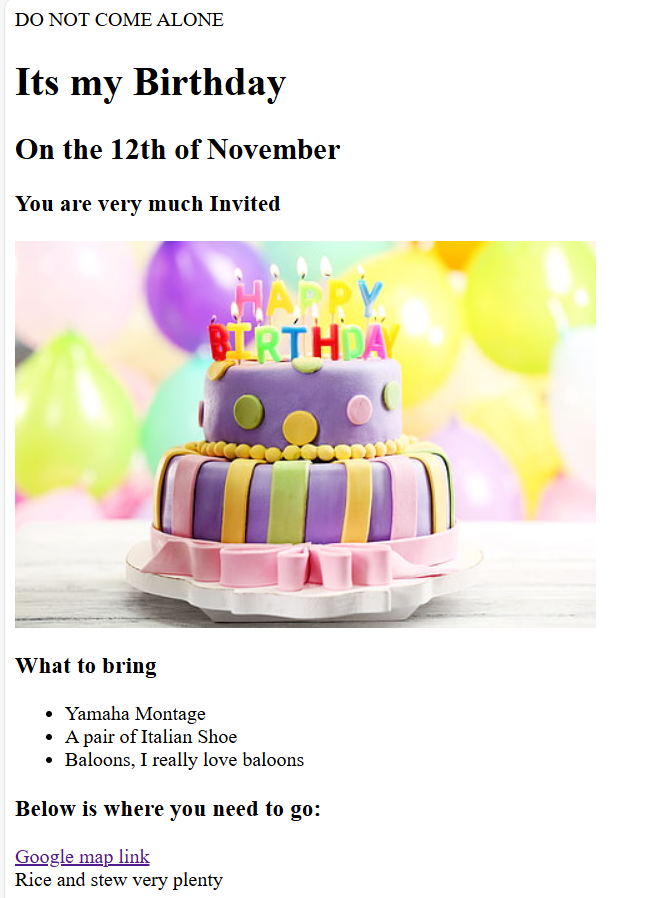 DO NOT COME ALONE
Its my Birthday
On the 12th of November
You are very much Invited
HAPPY
BIRTHDAY
What to bring
Yamaha Montage
A pair of Italian Shoe
Baloons, I really love baloons
Below is where you need to go:
Google map link
Rice and stew very plenty